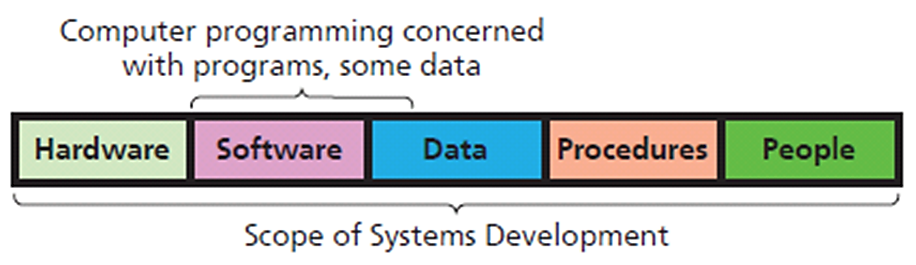 Computer programming concerned
with programs, some data
Hardware Software Data Procedures People
Scope of Systems Development